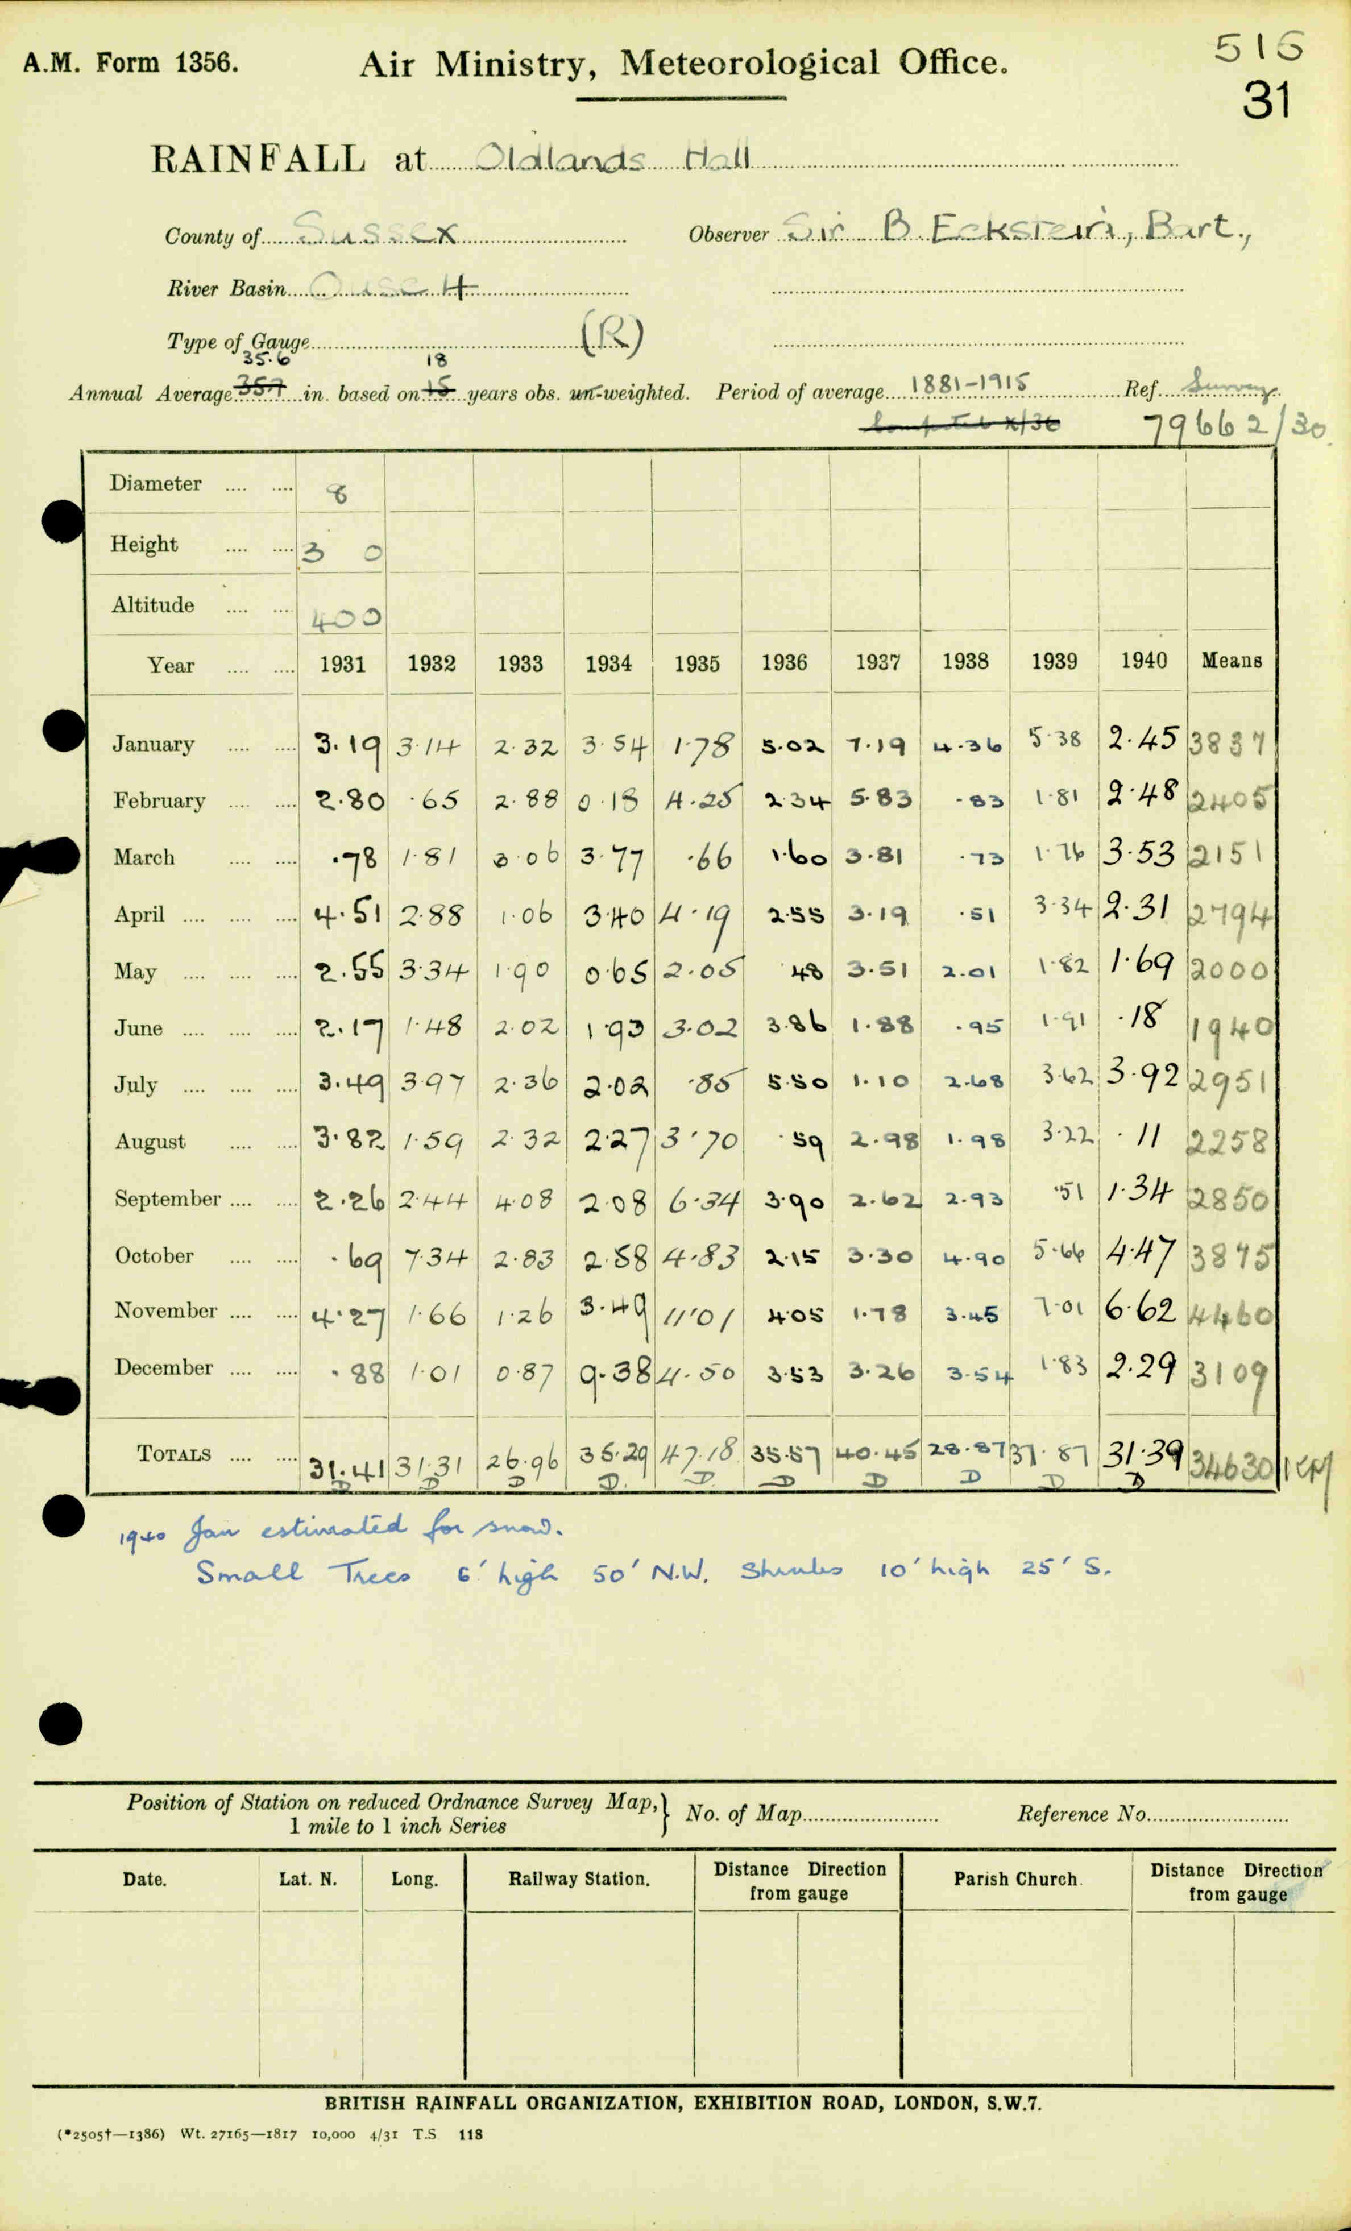 A.M. Form 1356. Air Ministry, Meteorological Office. 516
31
RAINFALL at Oldlands Hall
County of Sussex Observer Sir B. Eckstein, Bart.,
River Basin Ouse 4
Type of Gauge (R)
35.6 18
Annual Average 35.7 in. based on 15 years obs. un-weighted. Period of average 1881-1915 Ref. Survey
Computed X/36 79662/30.
Diameter .... .... 8
Height .... .... 3 0
Altitude .... .... 400
Year .... .... 1931 1932 1933 1934 1935 1936 1937 1938 1939 1940 Means
January .... .... 3.19 3.14 2.32 3.54 1.78 5.02 7.19 4.36 5.38 2.45 3837
February .... .... 2.80 .65 2.88 0.18 4.25 2.34 5.83 .83 1.81 2.48 2405
March .... .... .78 1.81 3.06 3.77 .66 1.60 3.81 .73 1.76 3.53 2151
April .... .... .... 4.51 2.88 1.06 3.40 4.19 2.55 3.19 .51 3.34 2.31 2794
May .... .... .... 2.55 3.34 1.90 0.65 2.05 48 3.51 2.01 1.82 1.69 2000
June .... .... .... 2.17 1.48 2.02 1.93 3.02 3.86 1.88 .95 1.91 .18 1940
July .... .... .... 3.49 3.97 2.36 2.02 .85 5.50 1.10 2.68 3.62 3.92 2951
August .... .... 3.82 1.59 2.32 2.27 3.70 .59 2.98 1.98 3.22 .11 2258
September .... .... 2.26 2.44 4.08 2.08 6.34 3.90 2.62 2.93 .51 1.34 2850
October .... .... .69 7.34 2.83 2.58 4.83 2.15 3.30 4.90 5.66 4.47 3875
November .... .... 4.27 1.66 1.26 3.49 11.01 4.05 1.78 3.45 7.01 6.62 4460
December .... .... .88 1.01 0.87 9.38 4.50 3.53 3.26 3.54 1.83 2.29 3109
TOTALS .... .... 31.41 31.31 26.96 35.29 47.18 35.57 40.45 28.87 37.87 31.39 34630
D D D D. D. D D D D D
1940 Jan estimated for snow.
Small Trees 6' high 50' N.W. Shrubs 10' high 25' S.
Position of Station on reduced Ordnance Survey Map, } No. of Map Reference No.
1 mile to 1 inch Series
Date. Lat. N. Long. Railway Station. Distance Direction Parish Church. Distance Direction
from gauge from gauge
BRITISH RAINFALL ORGANIZATION, EXHIBITION ROAD, LONDON, S.W.7.
(*2505†—1386) Wt. 27165—1817 10,000 4/31 T.S 118